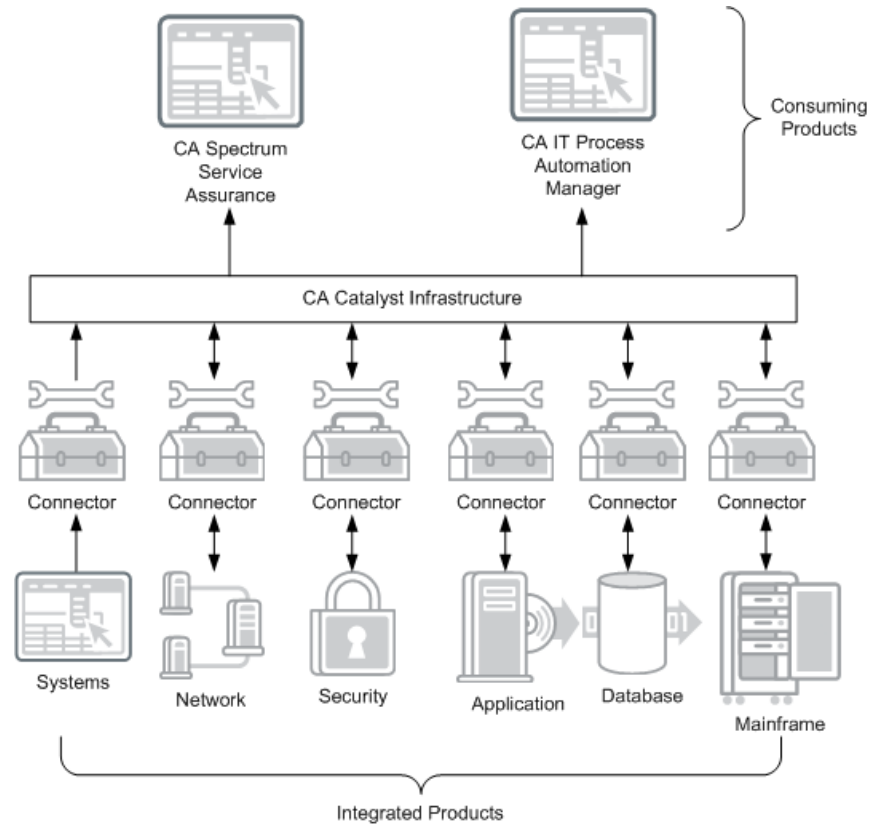 CA Spectrum
Service
Assurance
CA IT Process
Automation
Manager
Consuming
Products
CA Catalyst Infrastructure
Connector
Connector
Connector
Connector
Connector
Connector
Systems
Network
Security
Application
Database
Mainframe
Integrated Products